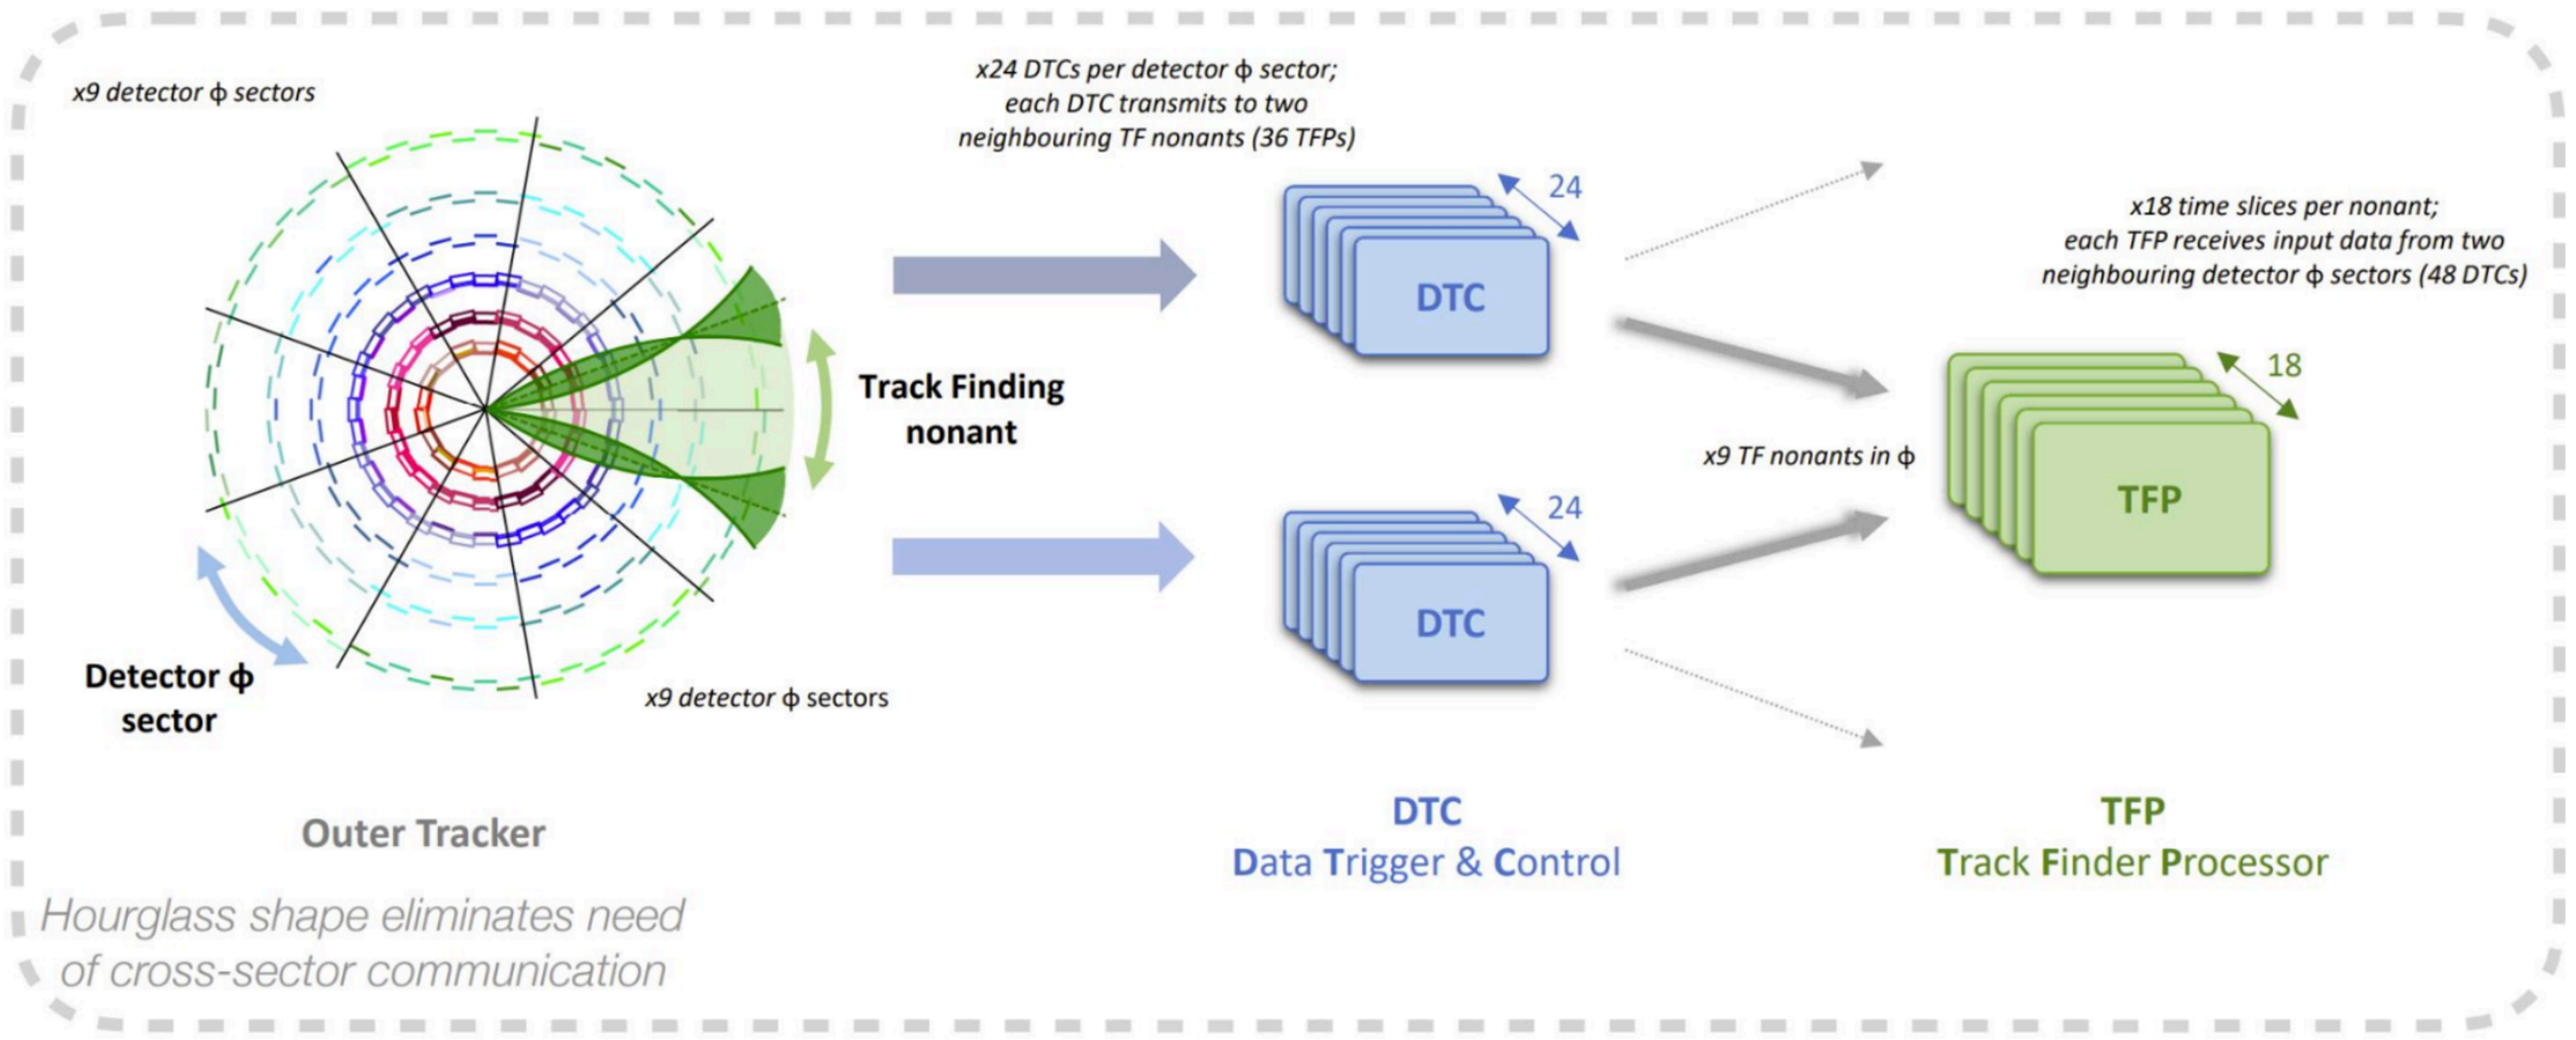 x9 detector ϕ sectors
x24 DTCs per detector ϕ sector;
each DTC transmits to two
neighbouring TF nonants (36 TFPs)
24
DTC
x18 time slices per nonant;
each TFP receives input data from two
neighbouring detector ϕ sectors (48 DTCs)
18
Track Finding
nonant
x9 TF nonants in ϕ
TFP
24
DTC
Detector ϕ
sector
x9 detector ϕ sectors
Outer Tracker
Hourglass shape eliminates need
of cross-sector communication
DTC
Data Trigger & Control
TFP
Track Finder Processor